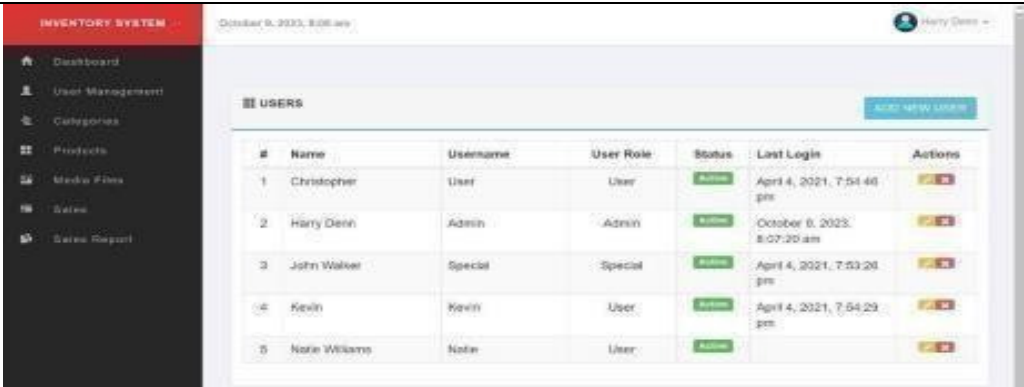 INVENTORY SYSTEM
October 9, 2023, 8:08 am
Harry Denn
Dashboard
User Management
Categories
Products
Media Files
Sales
Sales Report
USERS
ADD NEW USER
# Name Username User Role Status Last Login Actions
1 Christopher User User Active April 4, 2021, 7:54:46
pm
2 Harry Denn Admin Admin Active October 9, 2023,
8:07:20 am
3 John Walker Special Special Active April 4, 2021, 7:53:26
pm
4 Kevin Kevin User Active April 4, 2021, 7:54:29
pm
5 Natie Williams Natie User Active